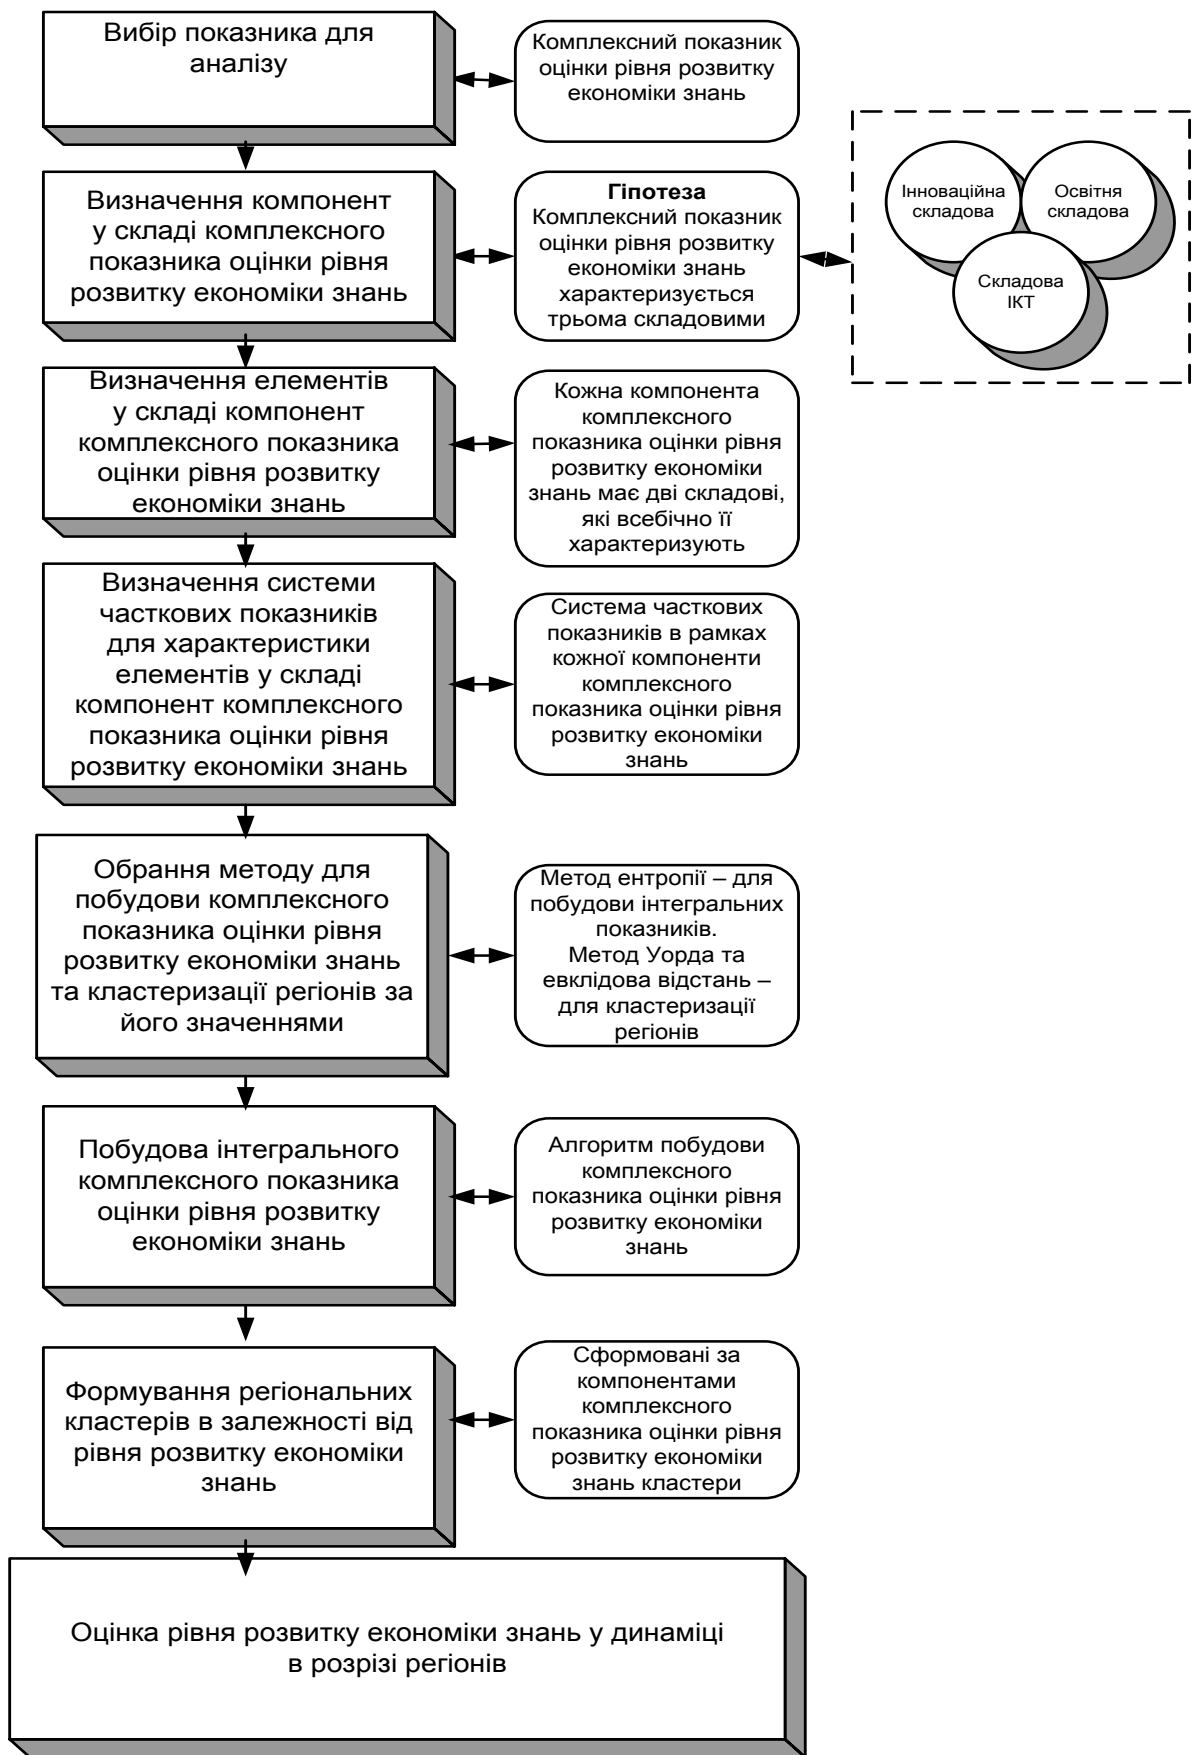 Вибір показника для
аналізу
Комплексний показник
оцінки рівня розвитку
економіки знань
Визначення компонент
у складі комплексного
показника оцінки рівня
розвитку економіки знань
Гіпотеза
Комплексний показник
оцінки рівня розвитку
економіки знань
характеризується
трьома складовими
Інноваційна
складова
Освітня
складова
Складова
ІКТ
Визначення елементів
у складі компонент
комплексного показника
оцінки рівня розвитку
економіки знань
Кожна компонента
комплексного
показника оцінки рівня
розвитку економіки
знань має дві складові,
які всебічно її
характеризують
Визначення системи
часткових показників
для характеристики
елементів у складі
компонент комплексного
показника оцінки рівня
розвитку економіки знань
Система часткових
показників в рамках
кожної компоненти
комплексного
показника оцінки рівня
розвитку економіки
знань
Обрання методу для
побудови комплексного
показника оцінки рівня
розвитку економіки знань
та кластеризації регіонів за
його значеннями
Метод ентропії – для
побудови інтегральних
показників.
Метод Уорда та
евклідова відстань –
для кластеризації
регіонів
Побудова інтегрального
комплексного показника
оцінки рівня розвитку
економіки знань
Алгоритм побудови
комплексного
показника оцінки рівня
розвитку економіки
знань
Формування регіональних
кластерів в залежності від
рівня розвитку економіки
знань
Сформовані за
компонентами
комплексного
показника оцінки рівня
розвитку економіки
знань кластери
Оцінка рівня розвитку економіки знань у динаміці
в розрізі регіонів